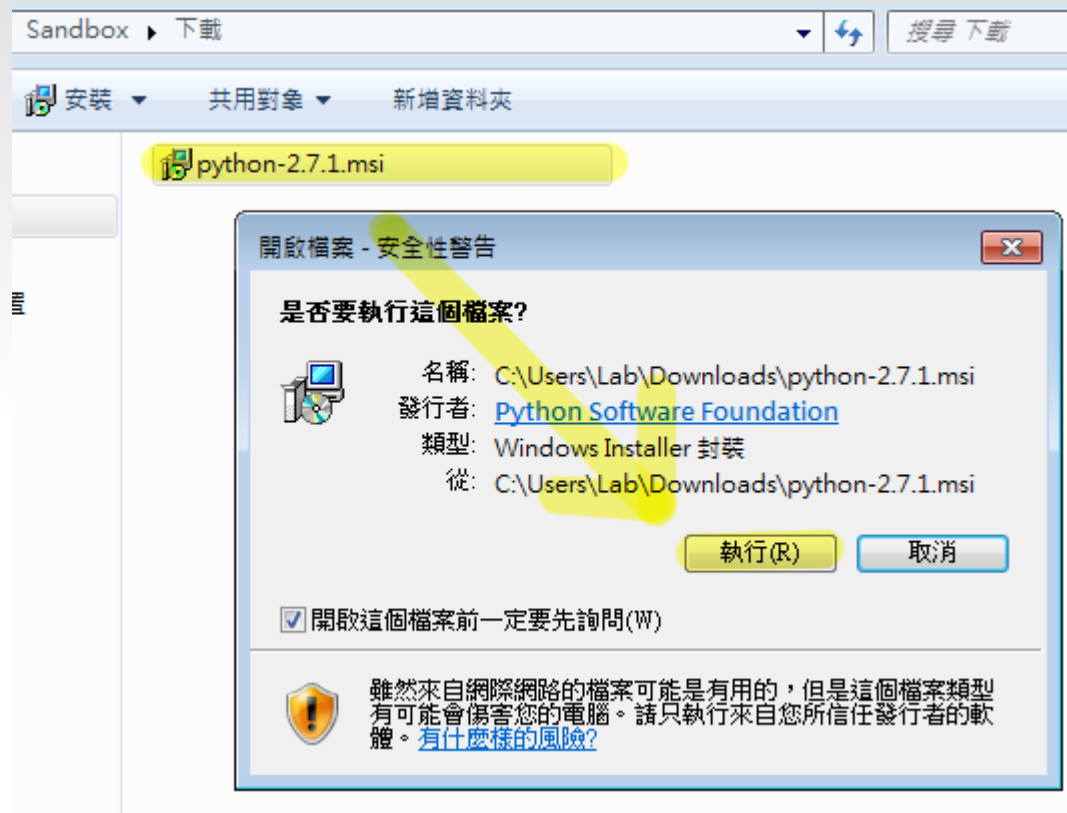 Sandbox ▸ 下載
搜尋 下載
安裝 共用對象 新增資料夾
python-2.7.1.msi
開啟檔案 - 安全性警告
置
是否要執行這個檔案?
名稱: C:\Users\Lab\Downloads\python-2.7.1.msi
發行者: Python Software Foundation
類型: Windows Installer 封裝
從: C:\Users\Lab\Downloads\python-2.7.1.msi
執行(R) 取消
開啟這個檔案前一定要先詢問(W)
雖然來自網際網路的檔案可能是有用的,但是這個檔案類型
有可能會傷害您的電腦。請只執行來自您所信任發行者的軟
體。有什麼樣的風險?